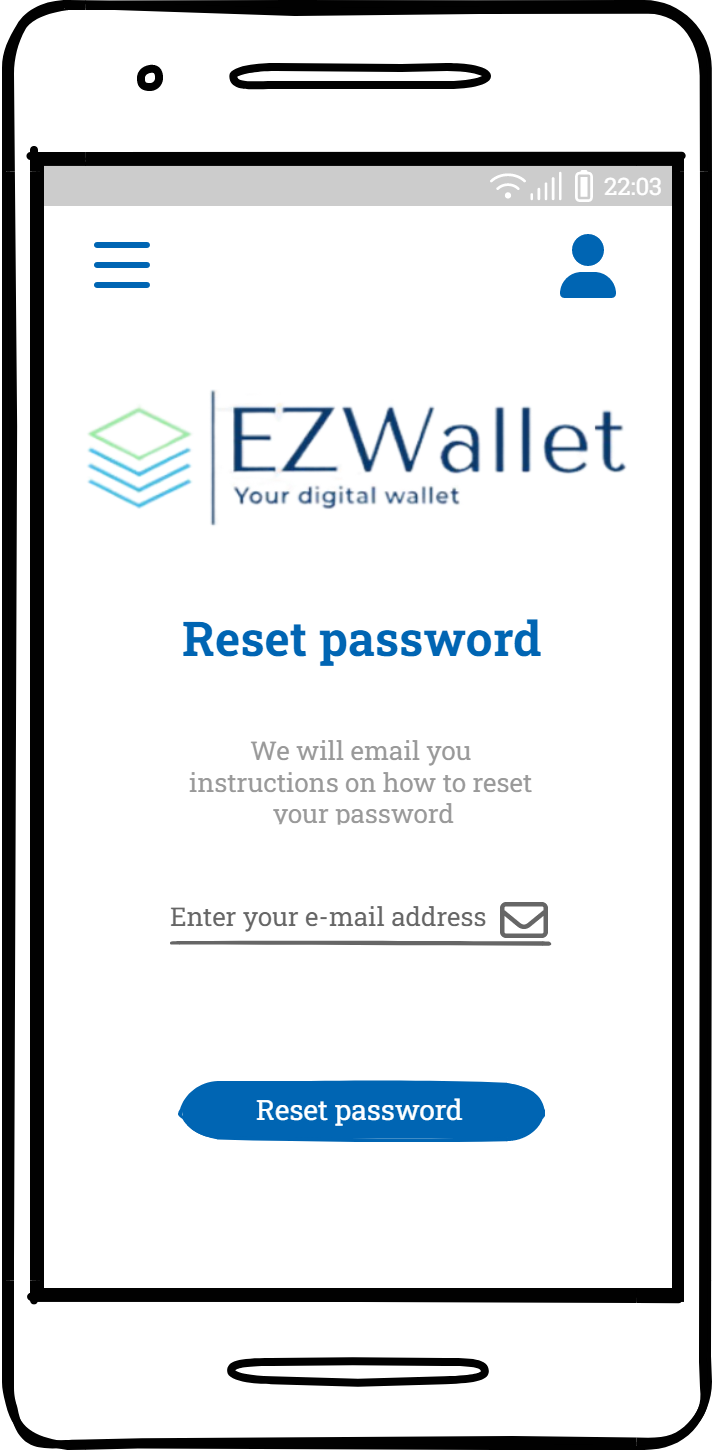 22:03
EZWallet
Your digital wallet
Reset password
We will email you
instructions on how to reset
your password
Enter your e-mail address
Reset password